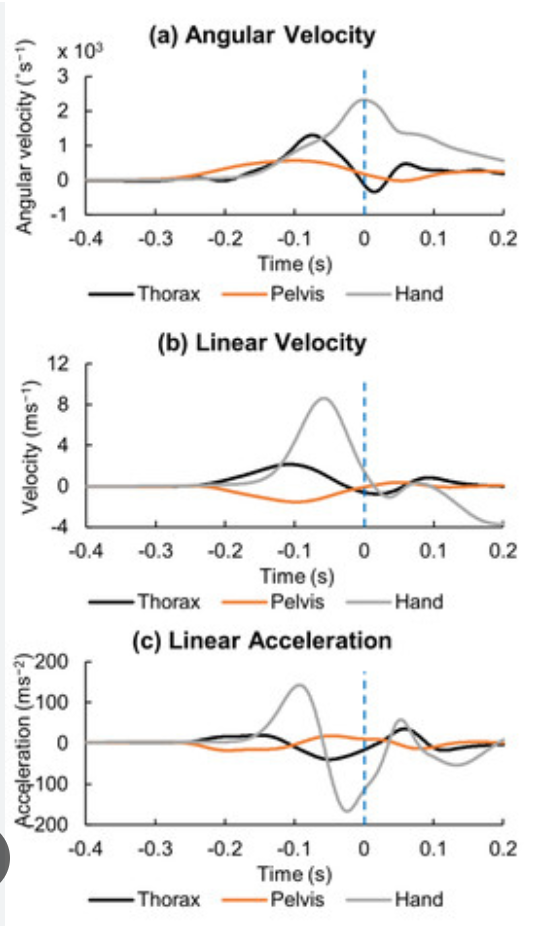 (a) Angular Velocity
x 10³
Angular velocity (˚s⁻¹)
3
2
1
0
-1
-0.4 -0.3 -0.2 -0.1 0 0.1 0.2
Time (s)
Thorax Pelvis Hand
(b) Linear Velocity
Velocity (ms⁻¹)
12
8
4
0
-4
-0.4 -0.3 -0.2 -0.1 0 0.1 0.2
Time (s)
Thorax Pelvis Hand
(c) Linear Acceleration
Acceleration (ms⁻²)
200
100
0
-100
-200
-0.4 -0.3 -0.2 -0.1 0 0.1 0.2
Time (s)
Thorax Pelvis Hand